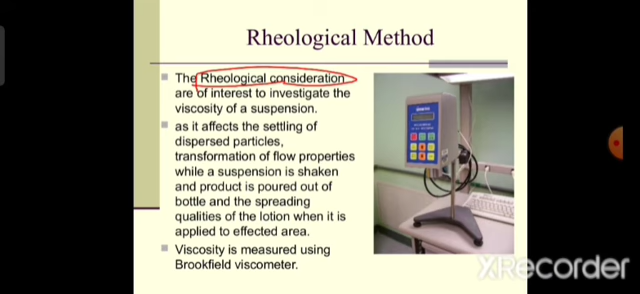 Rheological Method
The Rheological consideration
are of interest to investigate the
viscosity of a suspension.
as it affects the settling of
dispersed particles,
transformation of flow properties
while a suspension is shaken
and product is poured out of
bottle and the spreading
qualities of the lotion when it is
applied to effected area.
Viscosity is measured using
Brookfield viscometer.
XRecorder